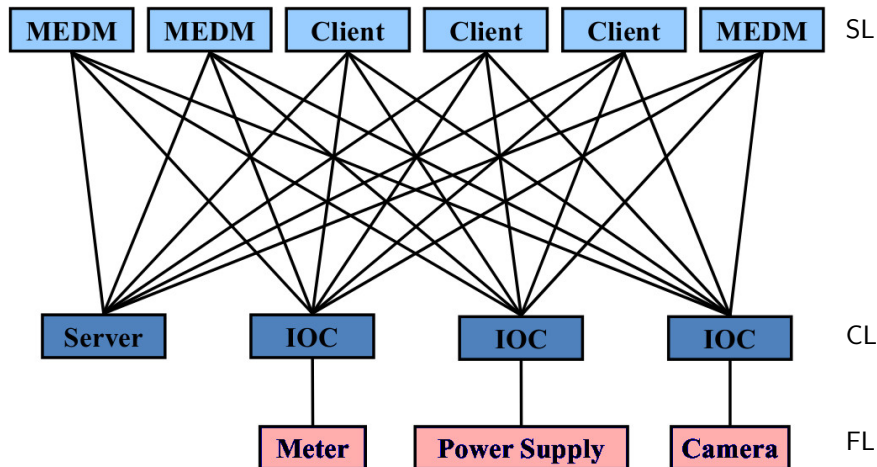 MEDM MEDM Client Client Client MEDM SL
Server IOC IOC IOC CL
Meter Power Supply Camera FL